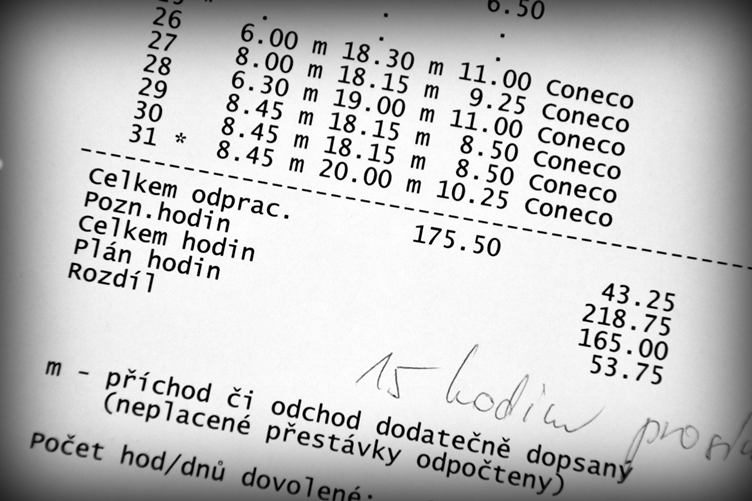 6.50
25 * . . .
26 6.00 m 18.30 m 11.00 Coneco
27 8.00 m 18.15 m 9.25 Coneco
28 6.30 m 19.00 m 11.00 Coneco
29 8.45 m 18.15 m 8.50 Coneco
30 8.45 m 18.15 m 8.50 Coneco
31 * 8.45 m 20.00 m 10.25 Coneco
Celkem odprac. 175.50
Pozn.hodin 43.25
Celkem hodin 218.75
Plán hodin 165.00
Rozdíl 53.75
15 hodin
m - příchod či odchod dodatečně dopsaný
(neplacené přestávky odpočteny)
Počet hod/dnů dovolené: